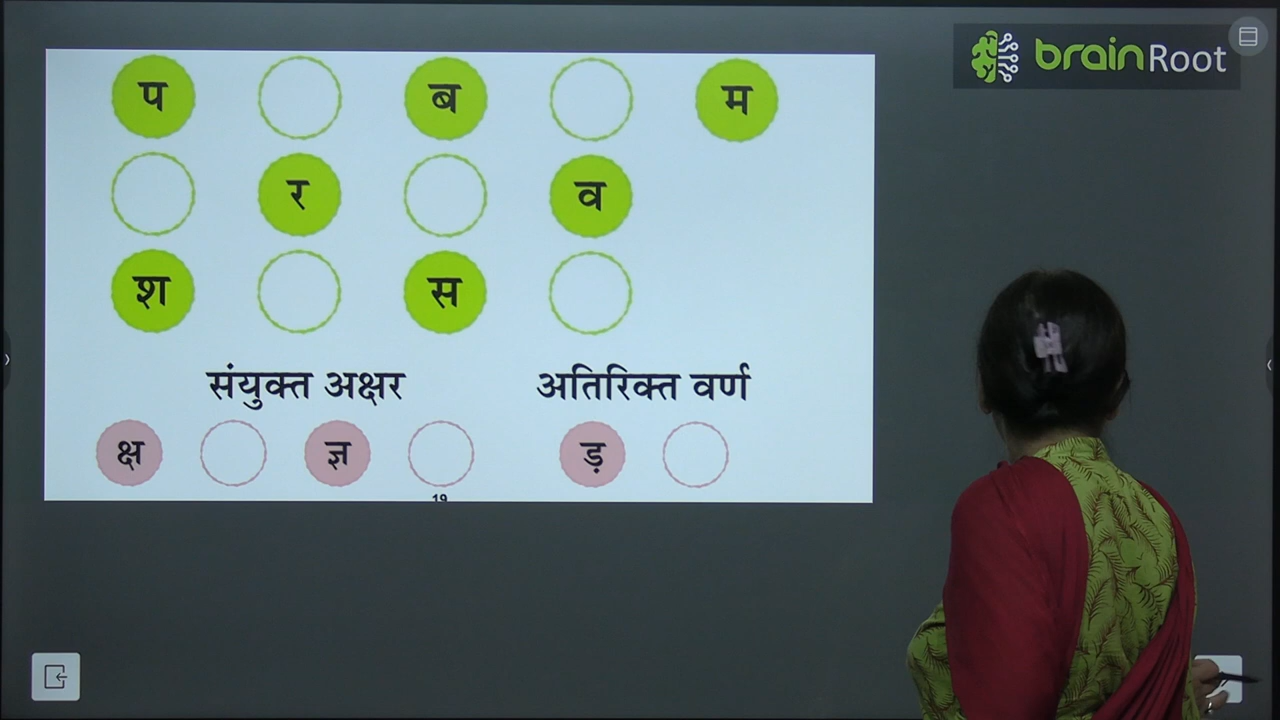 brainRoot
प ब म
र व
श स
संयुक्त अक्षर अतिरिक्त वर्ण
क्ष ज्ञ ड़
19